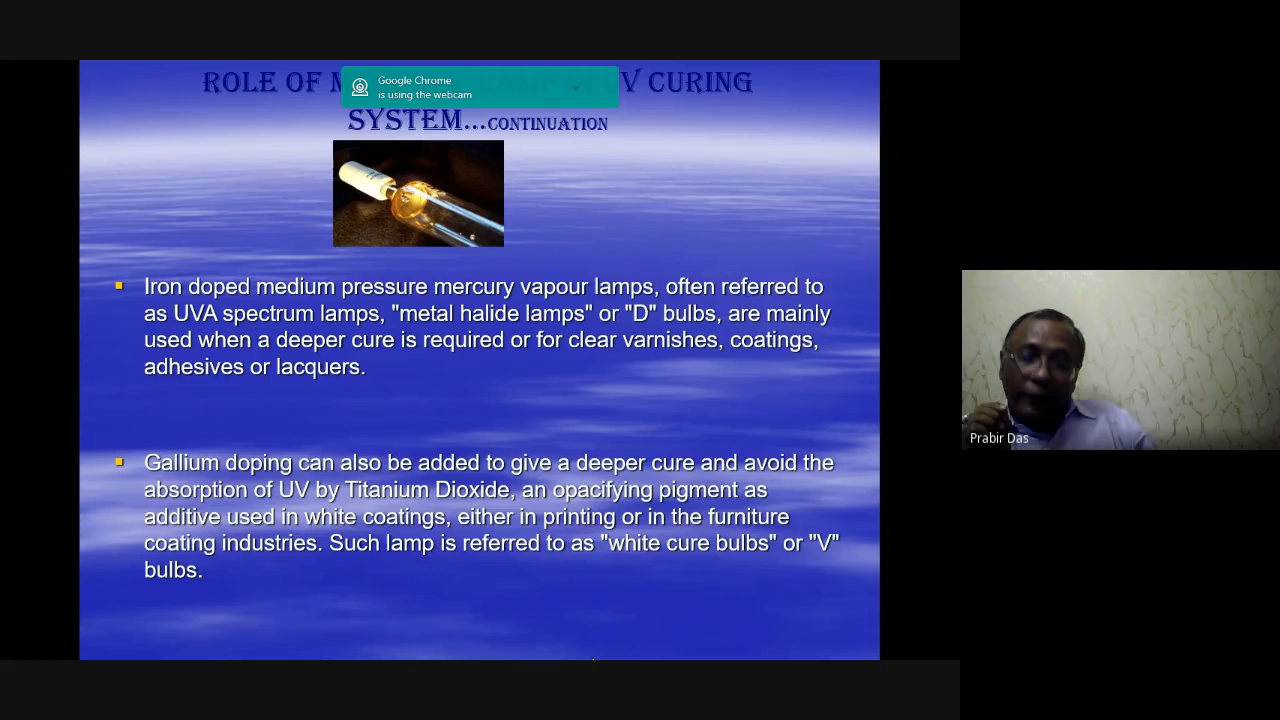 ROLE OF M V CURING
Google Chrome
is using the webcam
SYSTEM...CONTINUATION
Iron doped medium pressure mercury vapour lamps, often referred to
as UVA spectrum lamps, "metal halide lamps" or "D" bulbs, are mainly
used when a deeper cure is required or for clear varnishes, coatings,
adhesives or lacquers.
Gallium doping can also be added to give a deeper cure and avoid the
absorption of UV by Titanium Dioxide, an opacifying pigment as
additive used in white coatings, either in printing or in the furniture
coating industries. Such lamp is referred to as "white cure bulbs" or "V"
bulbs.
Prabir Das